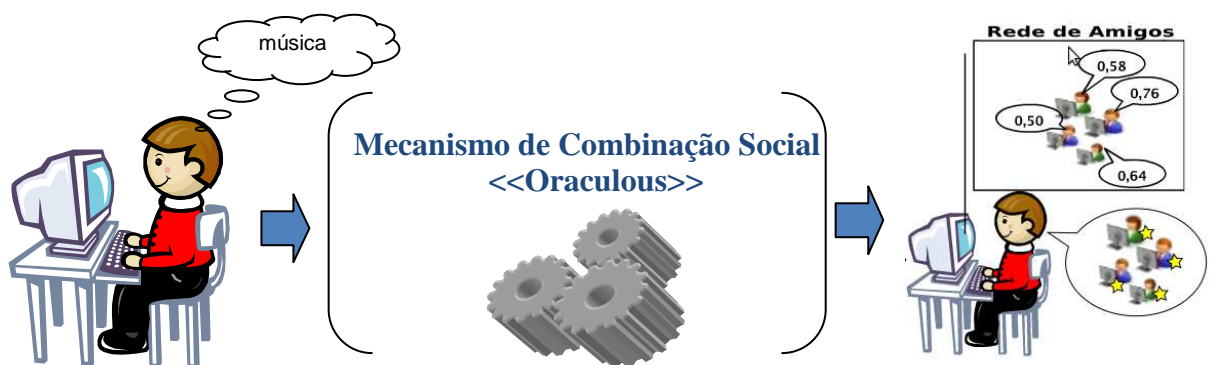 música
Mecanismo de Combinação Social
<<Oraculous>>
Rede de Amigos
0,58
0,76
0,50
0,64